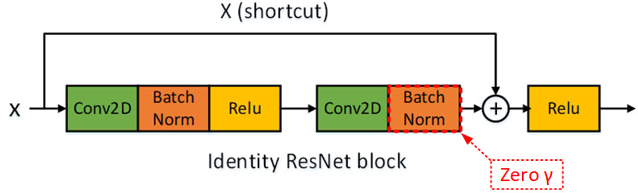 X (shortcut)
X
Conv2D
Batch
Norm
Relu
Conv2D
Batch
Norm
+
Relu
Identity ResNet block
Zero γ